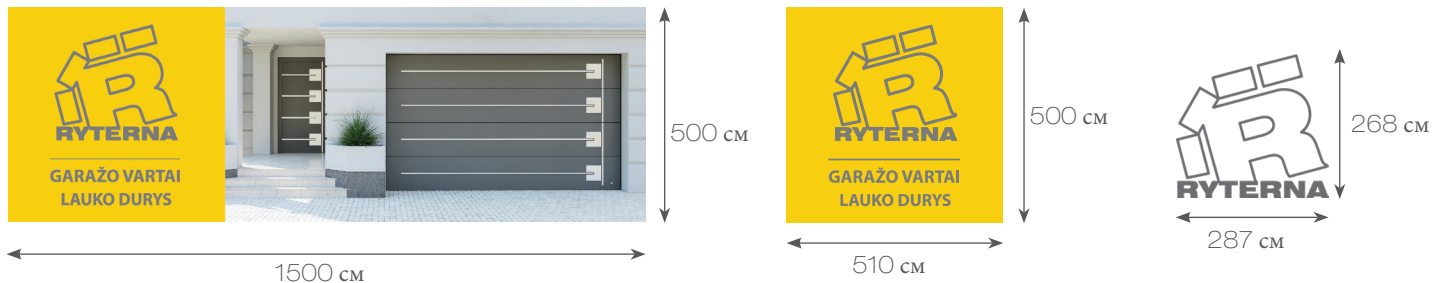 RYTERNA
GARAŽO VARTAI
LAUKO DURYS
500 см
1500 см
RYTERNA
GARAŽO VARTAI
LAUKO DURYS
500 см
510 см
R
RYTERNA
268 см
287 см